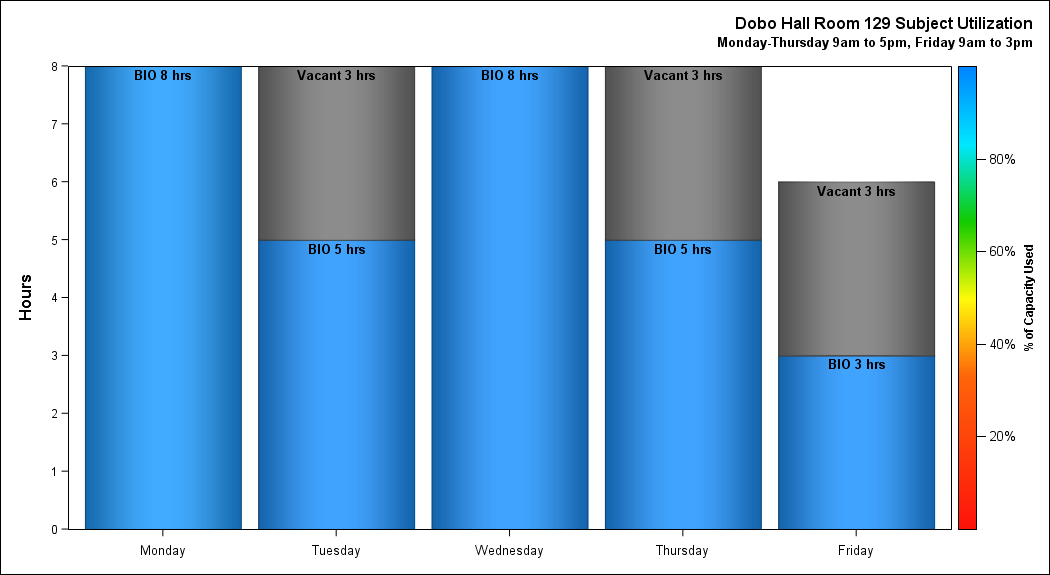 Dobo Hall Room 129 Subject Utilization
Monday-Thursday 9am to 5pm, Friday 9am to 3pm
Hours
8
7
6
5
4
3
2
1
0
BIO 8 hrs
Vacant 3 hrs
BIO 5 hrs
BIO 8 hrs
Vacant 3 hrs
BIO 5 hrs
Vacant 3 hrs
BIO 3 hrs
Monday
Tuesday
Wednesday
Thursday
Friday
80%
60%
40%
20%
% of Capacity Used